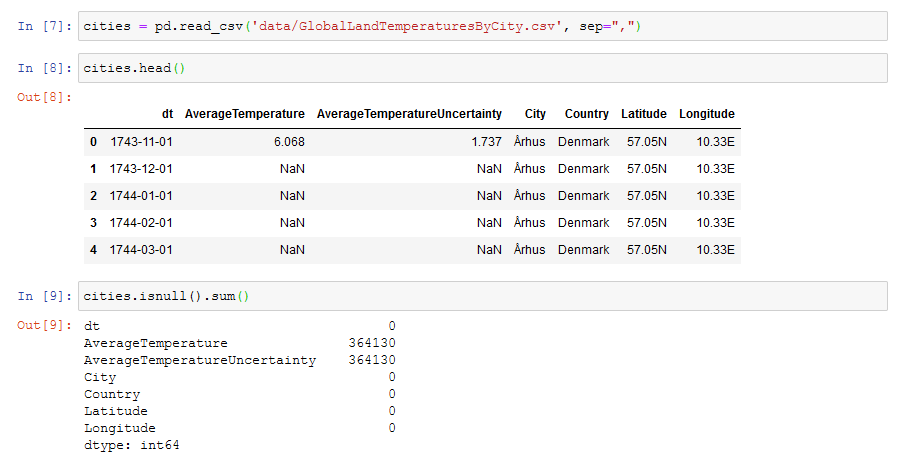 In [7]: cities = pd.read_csv('data/GlobalLandTemperaturesByCity.csv', sep=",")
In [8]: cities.head()
Out[8]:
dt AverageTemperature AverageTemperatureUncertainty City Country Latitude Longitude
0 1743-11-01 6.068 1.737 Århus Denmark 57.05N 10.33E
1 1743-12-01 NaN NaN Århus Denmark 57.05N 10.33E
2 1744-01-01 NaN NaN Århus Denmark 57.05N 10.33E
3 1744-02-01 NaN NaN Århus Denmark 57.05N 10.33E
4 1744-03-01 NaN NaN Århus Denmark 57.05N 10.33E
In [9]: cities.isnull().sum()
Out[9]: dt 0
AverageTemperature 364130
AverageTemperatureUncertainty 364130
City 0
Country 0
Latitude 0
Longitude 0
dtype: int64